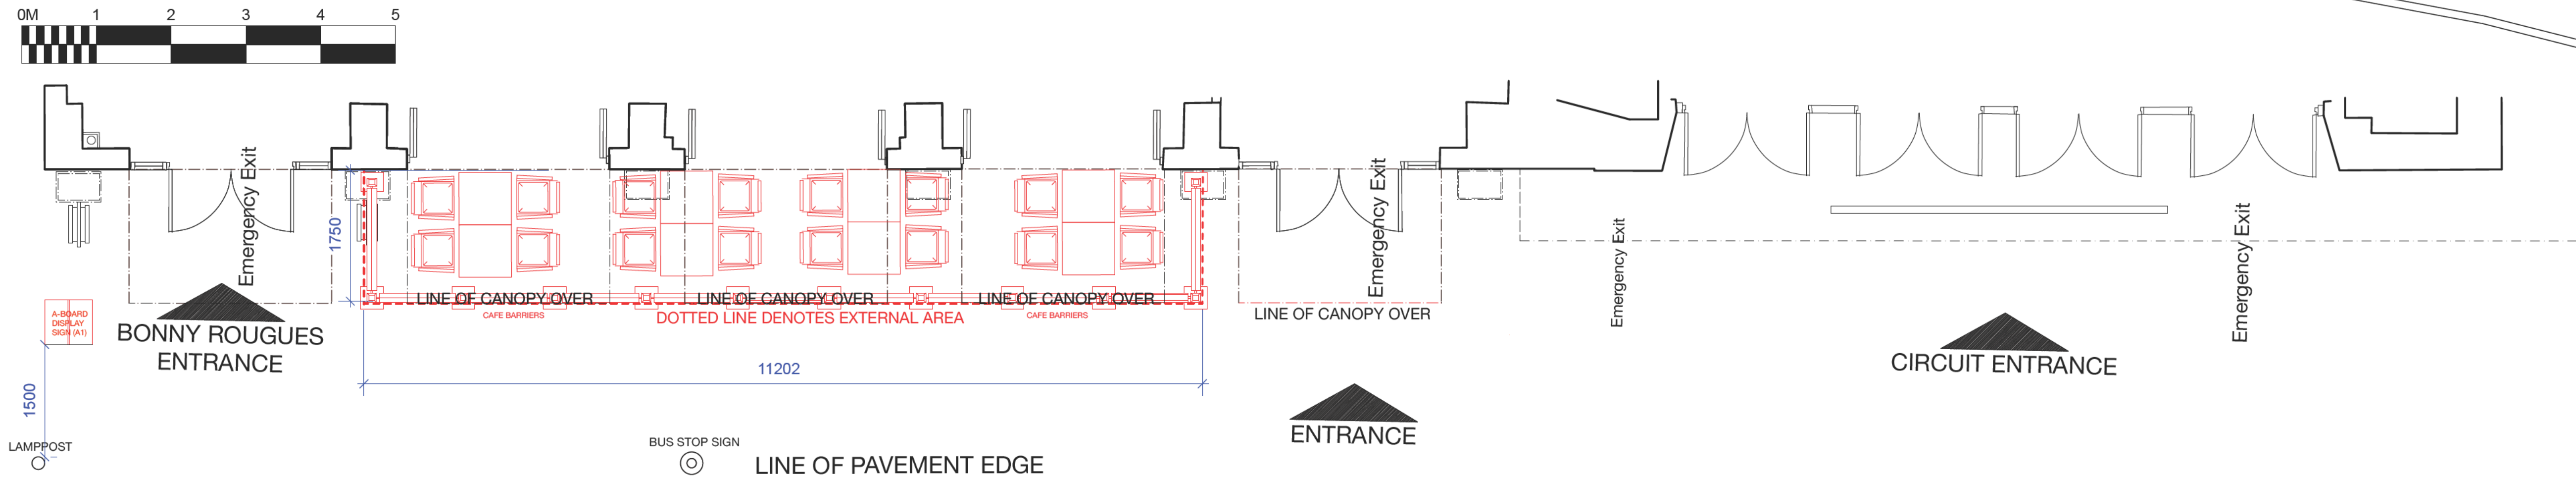 0M 1 2 3 4 5
Emergency Exit
1750
Emergency Exit
Emergency Exit
Emergency Exit
LINE OF CANOPY OVER
LINE OF CANOPY OVER
LINE OF CANOPY OVER
LINE OF CANOPY OVER
CAFE BARRIERS
DOTTED LINE DENOTES EXTERNAL AREA
CAFE BARRIERS
A-BOARD
DISPLAY
SIGN (A1)
BONNY ROUGUES
ENTRANCE
CIRCUIT ENTRANCE
11202
1500
ENTRANCE
LAMPPOST
BUS STOP SIGN
LINE OF PAVEMENT EDGE